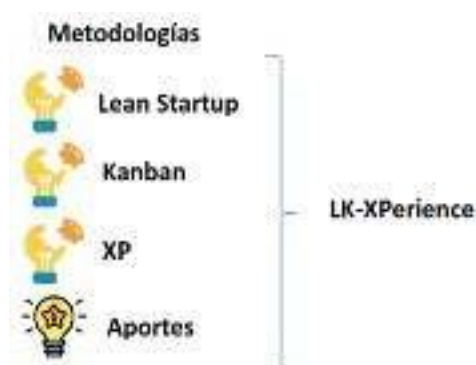 Metodologías
Lean Startup
Kanban
LK-XPerience
XP
Aportes